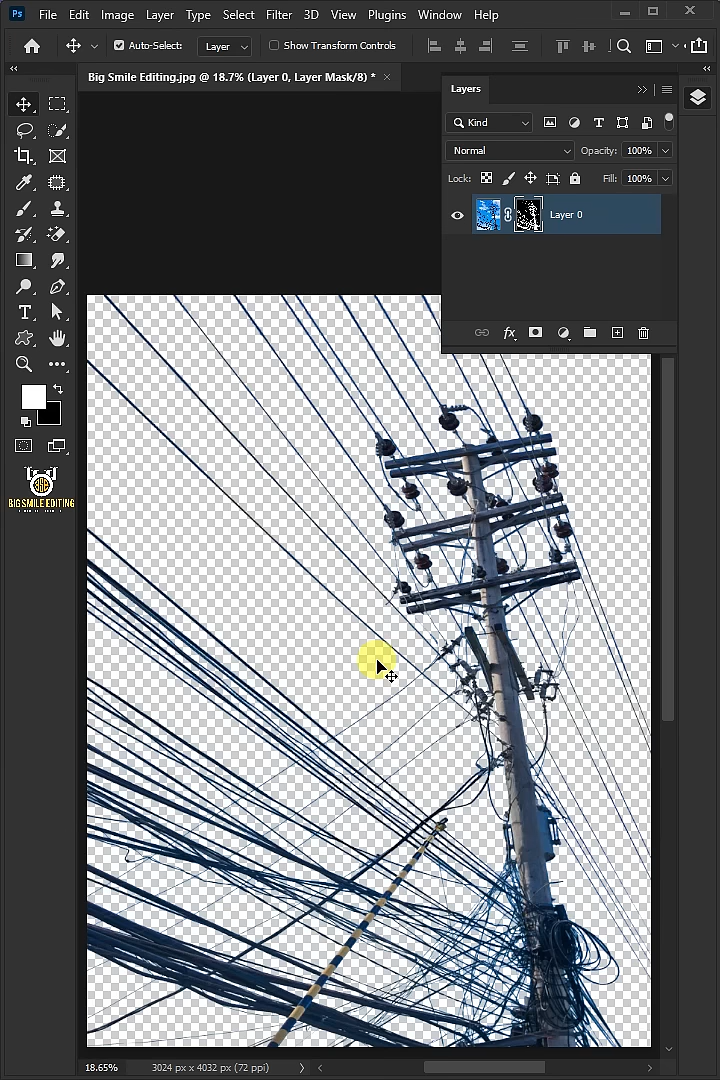 Ps File Edit Image Layer Type Select Filter 3D View Plugins Window Help
Auto-Select: Layer Show Transform Controls
Big Smile Editing.jpg @ 18.7% (Layer 0, Layer Mask/8) *
Layers
Kind
Normal Opacity: 100%
Lock: Fill: 100%
Layer 0
fx
BIG SMILE EDITING
18.65% 3024 px x 4032 px (72 ppi)